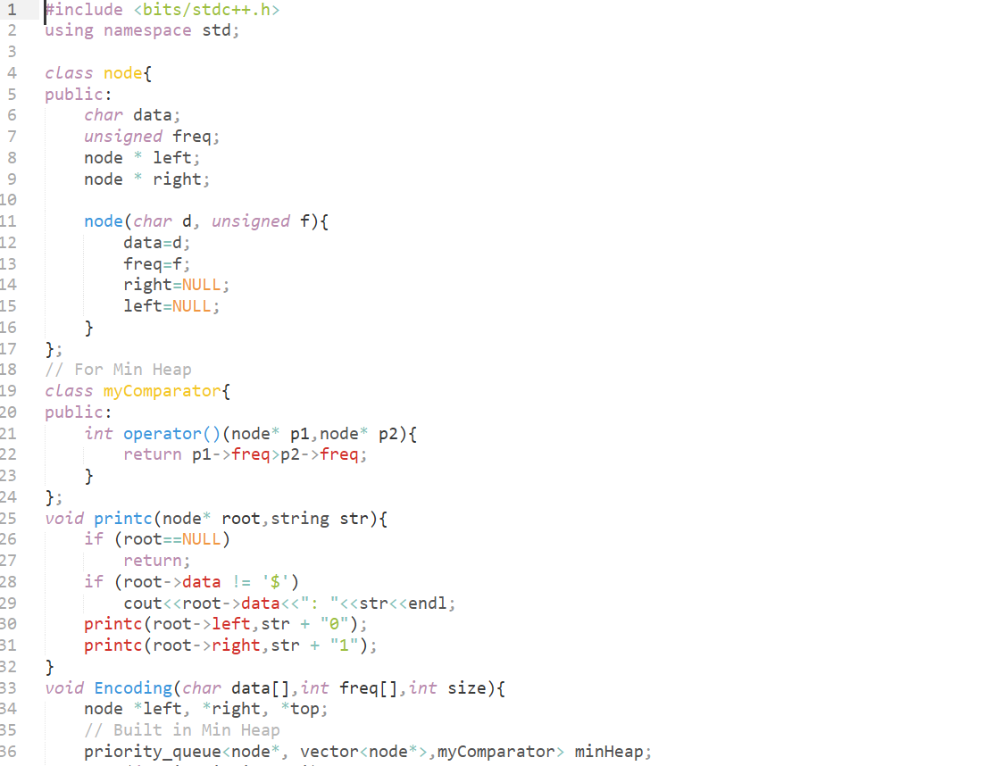 1 #include <bits/stdc++.h>
2 using namespace std;
3
4 class node{
5 public:
6     char data;
7     unsigned freq;
8     node * left;
9     node * right;
10
11     node(char d, unsigned f){
12         data=d;
13         freq=f;
14         right=NULL;
15         left=NULL;
16     }
17 };
18 // For Min Heap
19 class myComparator{
20 public:
21     int operator()(node* p1,node* p2){
22         return p1->freq>p2->freq;
23     }
24 };
25 void printc(node* root,string str){
26     if (root==NULL)
27         return;
28     if (root->data != '$')
29         cout<<root->data<<": "<<str<<endl;
30     printc(root->left,str + "0");
31     printc(root->right,str + "1");
32 }
33 void Encoding(char data[],int freq[],int size){
34     node *left, *right, *top;
35     // Built in Min Heap
36     priority_queue<node*, vector<node*>,myComparator> minHeap;